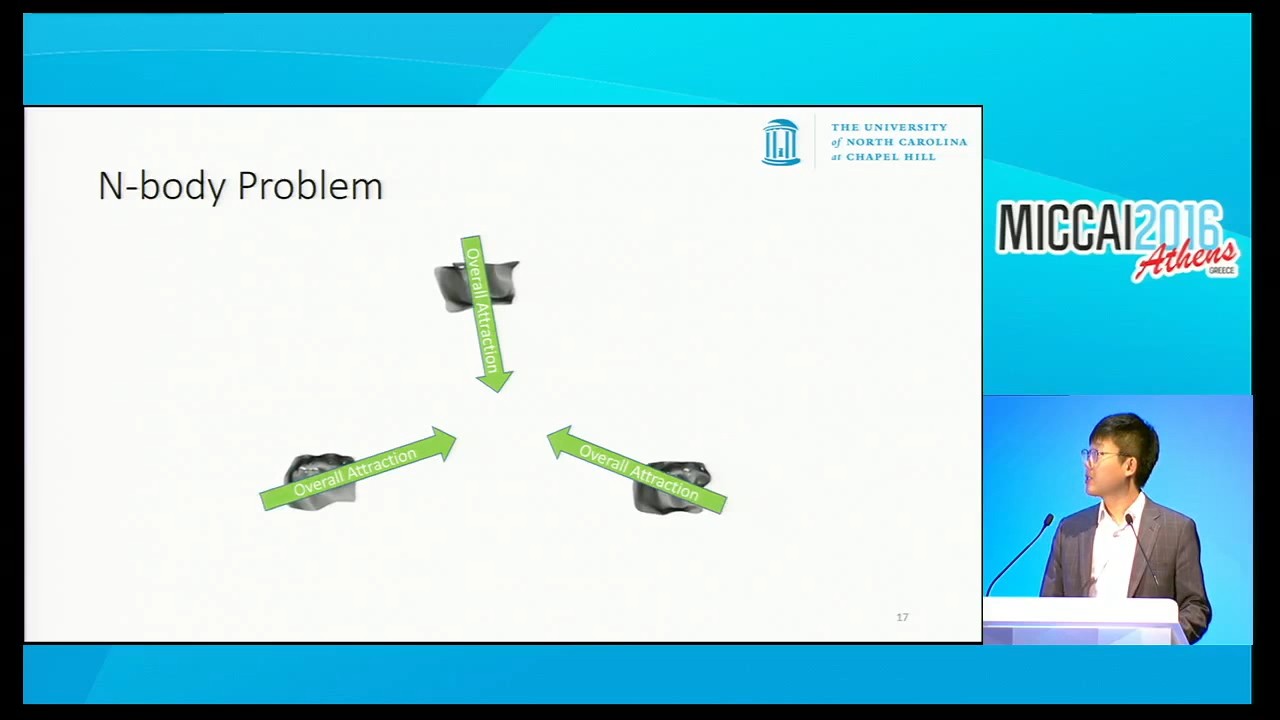 THE UNIVERSITY
of NORTH CAROLINA
at CHAPEL HILL
N-body Problem
MICCAI2016
Athens
GREECE
Overall Attraction
Overall Attraction
Overall Attraction
17